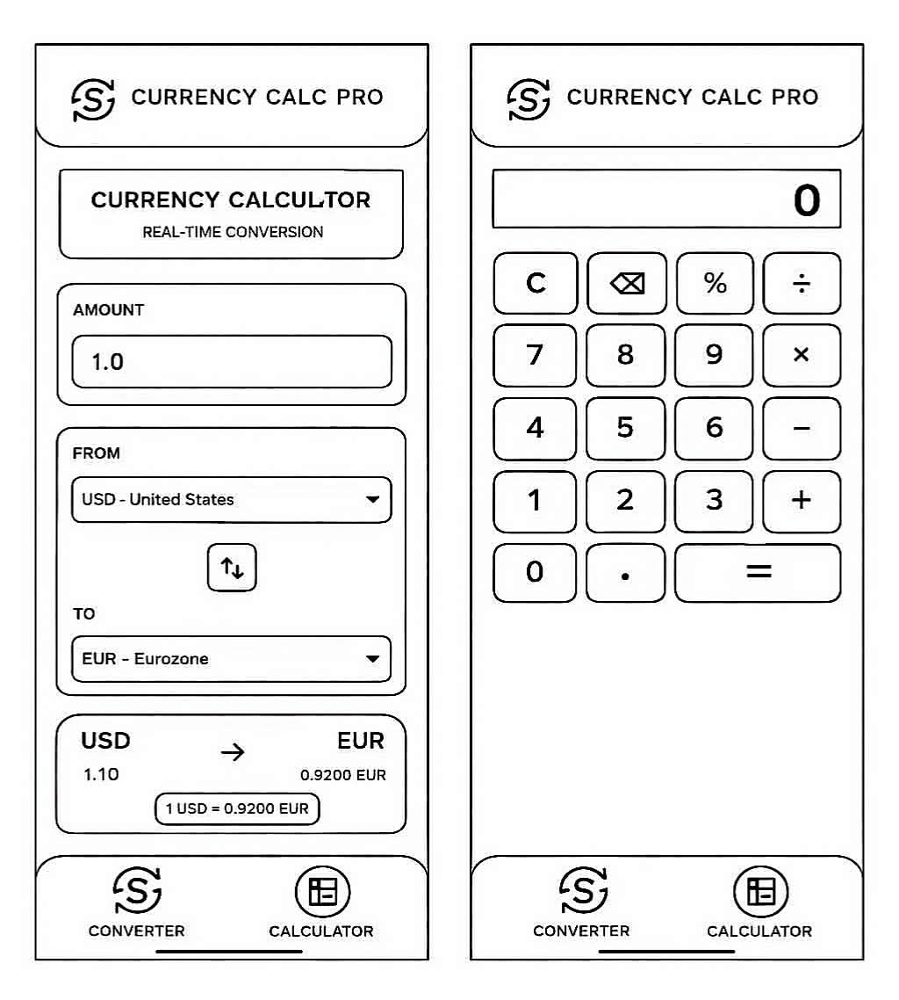 CURRENCY CALC PRO
CURRENCY CALCULTOR
REAL-TIME CONVERSION
AMOUNT
1.0
FROM
USD - United States
TO
EUR - Eurozone
USD → EUR
1.10 0.9200 EUR
1 USD = 0.9200 EUR
CONVERTER CALCULATOR
CURRENCY CALC PRO
0
C % ÷
7 8 9 ×
4 5 6 −
1 2 3 +
0 . =
CONVERTER CALCULATOR